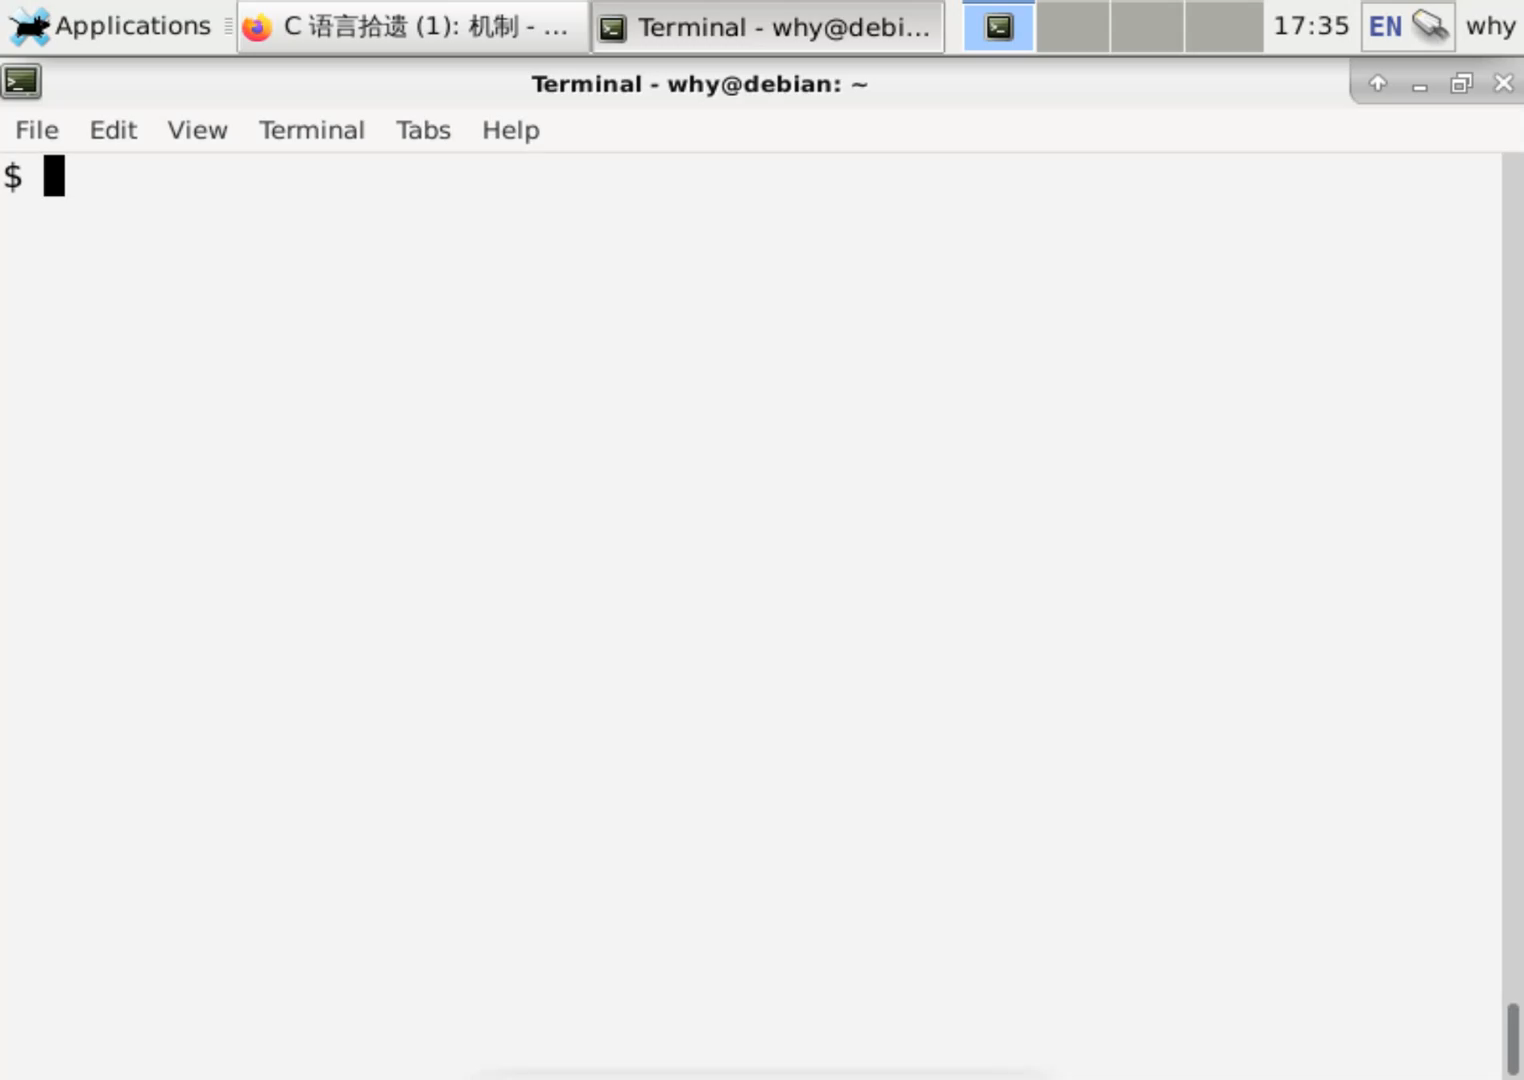 Applications C 语言拾遗 (1): 机制 - ... Terminal - why@debi... 17:35 EN why
Terminal - why@debian: ~
File Edit View Terminal Tabs Help
$